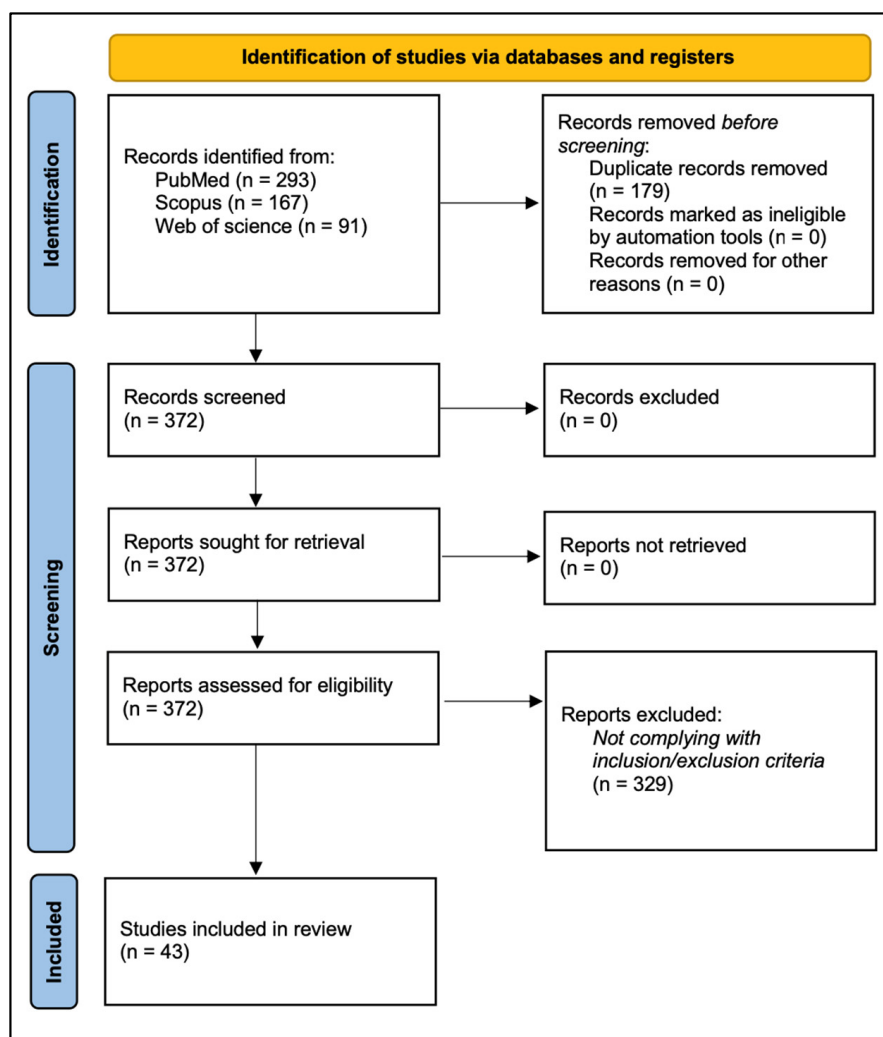 Identification of studies via databases and registers
Identification
Records identified from:
PubMed (n = 293)
Scopus (n = 167)
Web of science (n = 91)
Records removed before
screening:
Duplicate records removed
(n = 179)
Records marked as ineligible
by automation tools (n = 0)
Records removed for other
reasons (n = 0)
Screening
Records screened
(n = 372)
Records excluded
(n = 0)
Reports sought for retrieval
(n = 372)
Reports not retrieved
(n = 0)
Reports assessed for eligibility
(n = 372)
Reports excluded:
Not complying with
inclusion/exclusion criteria
(n = 329)
Included
Studies included in review
(n = 43)